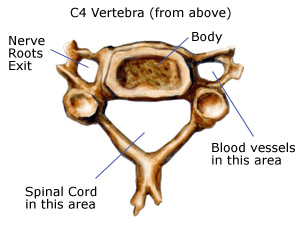 C4 Vertebra (from above)
Nerve
Roots
Exit
Body
Blood vessels
in this area
Spinal Cord
in this area